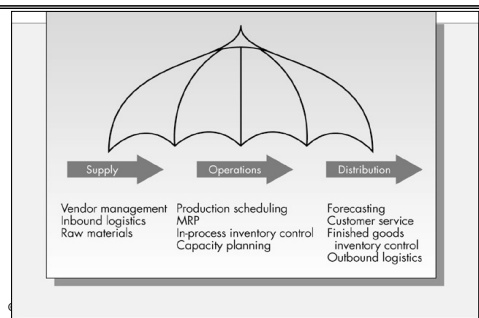 Supply
Operations
Distribution
Vendor management
Inbound logistics
Raw materials
Production scheduling
MRP
In-process inventory control
Capacity planning
Forecasting
Customer service
Finished goods
inventory control
Outbound logistics